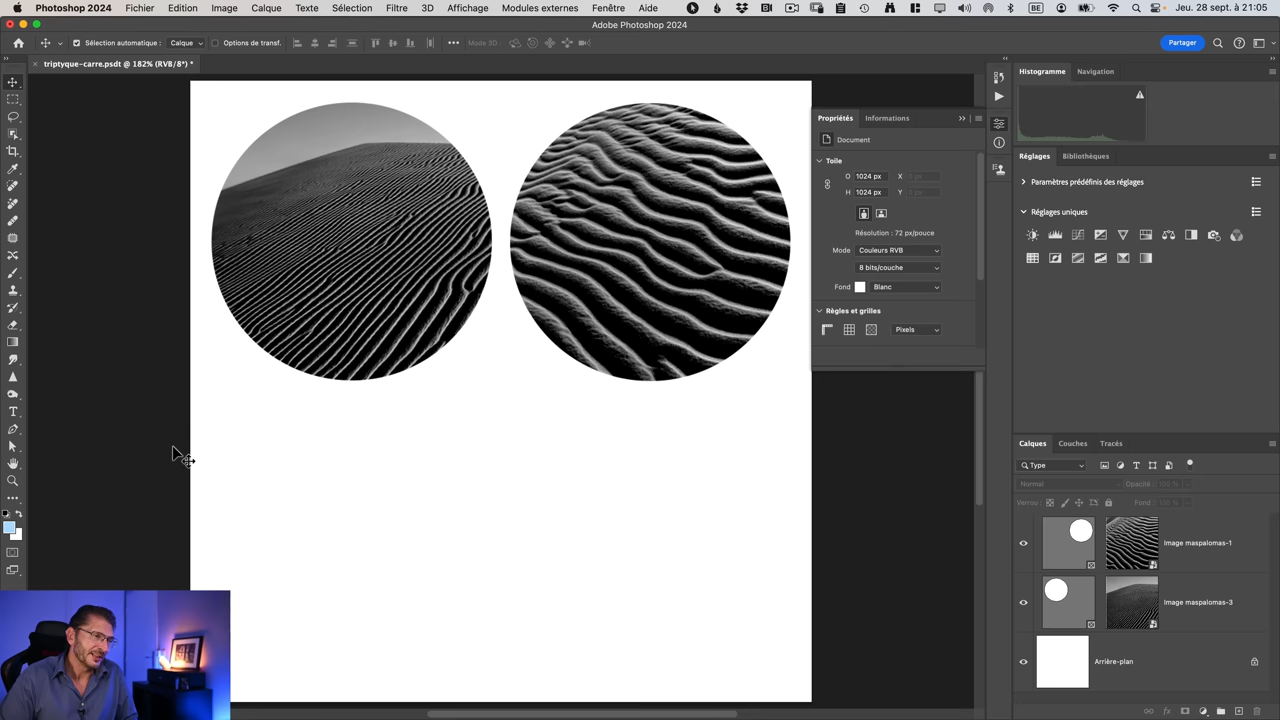 Photoshop 2024 Fichier Edition Image Calque Texte Sélection Filtre 3D Affichage Modules externes Fenêtre Aide BE Jeu. 28 sept. à 21:05
Adobe Photoshop 2024
Sélection automatique : Calque Options de transf. Mode 3D : Partager
triptyque-carre.psdt @ 182% (RVB/8*) *
Histogramme Navigation
Propriétés Informations
Document
Toile
O 1024 px X
H 1024 px Y
Résolution : 72 px/pouce
Mode Couleurs RVB
8 bits/couche
Fond Blanc
Règles et grilles
Pixels
Réglages Bibliothèques
Paramètres prédéfinis des réglages
Réglages uniques
Calques Couches Tracés
Type
Normal Opacité : 100 %
Verrou : Fond : 100 %
Image maspalomas-1
Image maspalomas-3
Arrière-plan